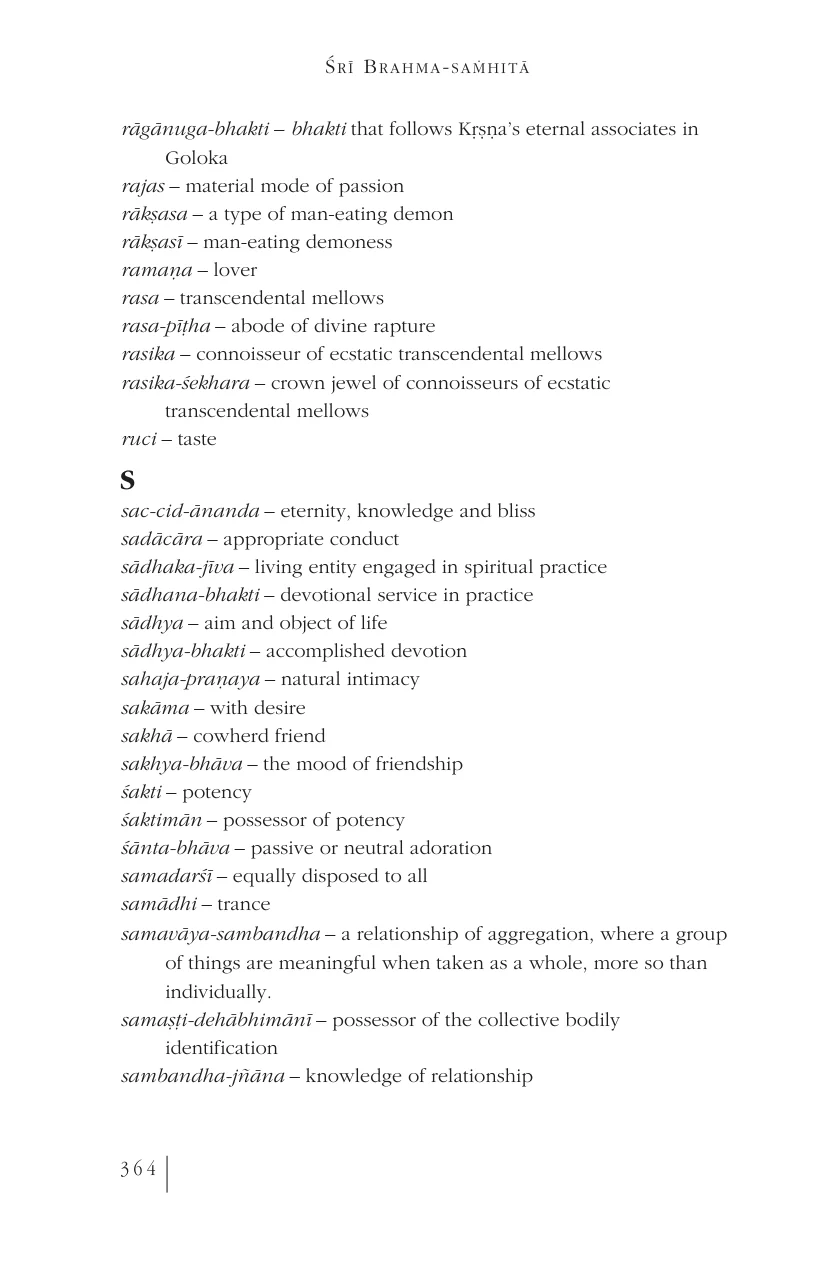 Śrī Brahma-saṁhitā
rāgānuga-bhakti – bhakti that follows Kṛṣṇa’s eternal associates in
Goloka
rajas – material mode of passion
rākṣasa – a type of man-eating demon
rākṣasī – man-eating demoness
ramaṇa – lover
rasa – transcendental mellows
rasa-pīṭha – abode of divine rapture
rasika – connoisseur of ecstatic transcendental mellows
rasika-śekhara – crown jewel of connoisseurs of ecstatic
transcendental mellows
ruci – taste
S
sac-cid-ānanda – eternity, knowledge and bliss
sadācāra – appropriate conduct
sādhaka-jīva – living entity engaged in spiritual practice
sādhana-bhakti – devotional service in practice
sādhya – aim and object of life
sādhya-bhakti – accomplished devotion
sahaja-praṇaya – natural intimacy
sakāma – with desire
sakhā – cowherd friend
sakhya-bhāva – the mood of friendship
śakti – potency
śaktimān – possessor of potency
śānta-bhāva – passive or neutral adoration
samadarśī – equally disposed to all
samādhi – trance
samavāya-sambandha – a relationship of aggregation, where a group
of things are meaningful when taken as a whole, more so than
individually.
samaṣṭi-dehābhimānī – possessor of the collective bodily
identification
sambandha-jñāna – knowledge of relationship
364